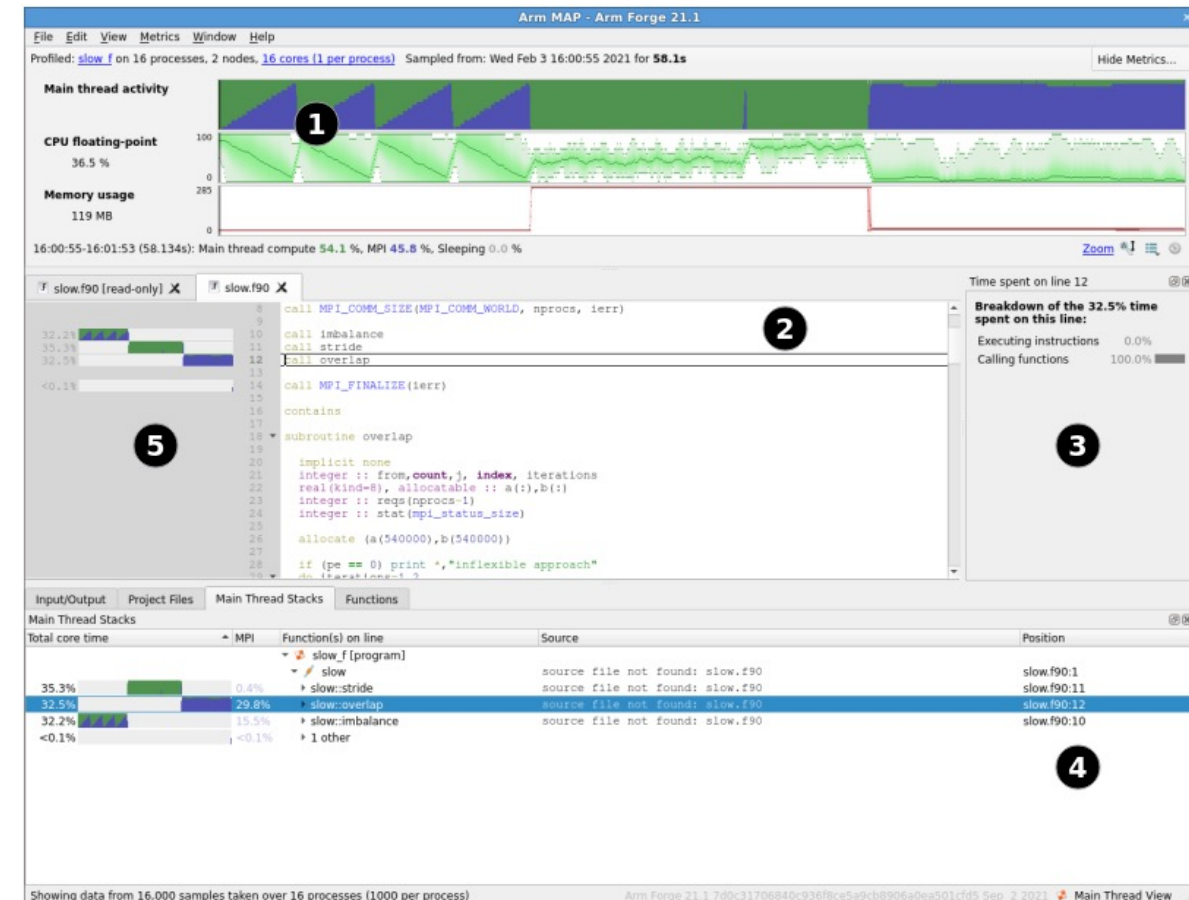 Arm MAP - Arm Forge 21.1
File Edit View Metrics Window Help
Profiled: slow_f on 16 processes, 2 nodes, 16 cores (1 per process) Sampled from: Wed Feb 3 16:00:55 2021 for 58.1s Hide Metrics...
Main thread activity
1
CPU floating-point 100
36.5 %
0
Memory usage 285
119 MB
0
16:00:55-16:01:53 (58.134s): Main thread compute 54.1 %, MPI 45.8 %, Sleeping 0.0 % Zoom
slow.f90 [read-only] slow.f90 Time spent on line 12
8 call MPI_COMM_SIZE(MPI_COMM_WORLD, nprocs, ierr) Breakdown of the 32.5% time
9 2 spent on this line:
32.2% 10 call imbalance Executing instructions 0.0%
35.3% 11 call stride Calling functions 100.0%
32.5% 12 call overlap
13
<0.1% 14 call MPI_FINALIZE(ierr)
15
16 contains
17
5 18 subroutine overlap 3
19
20 implicit none
21 integer :: from,count,j, index, iterations
22 real(kind=8), allocatable :: a(:),b(:)
23 integer :: reqs(nprocs-1)
24 integer :: stat(mpi_status_size)
25
26 allocate (a(540000),b(540000))
27
28 if (pe == 0) print *,"inflexible approach"
29 do iterations=1,2
Input/Output Project Files Main Thread Stacks Functions
Main Thread Stacks
Total core time MPI Function(s) on line Source Position
slow_f [program]
slow source file not found: slow.f90 slow.f90:1
35.3% 0.4% slow::stride source file not found: slow.f90 slow.f90:11
32.5% 29.8% slow::overlap source file not found: slow.f90 slow.f90:12
32.2% 15.5% slow::imbalance source file not found: slow.f90 slow.f90:10
<0.1% <0.1% 1 other
4
Showing data from 16,000 samples taken over 16 processes (1000 per process) Arm Forge 21.1 Sep 2 2021 Main Thread View